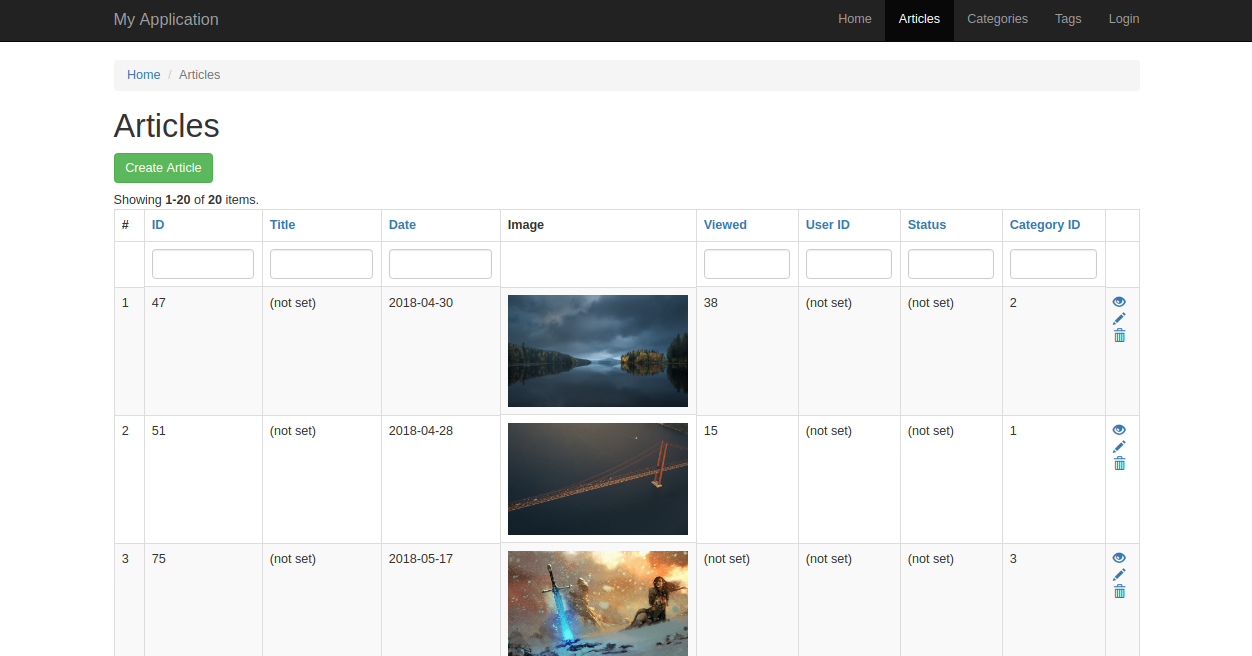 My Application Home Articles Categories Tags Login
Home / Articles
Articles
Create Article
Showing 1-20 of 20 items.
# ID Title Date Image Viewed User ID Status Category ID
1 47 (not set) 2018-04-30 38 (not set) (not set) 2
2 51 (not set) 2018-04-28 15 (not set) (not set) 1
3 75 (not set) 2018-05-17 (not set) (not set) (not set) 3